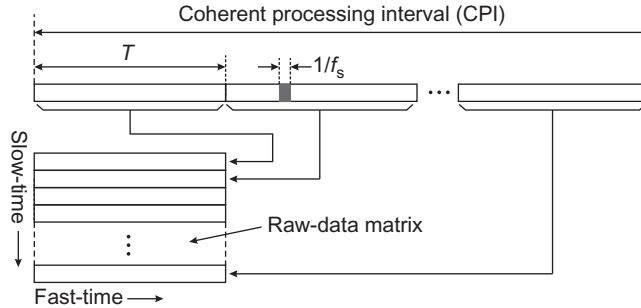 Coherent processing interval (CPI)
T
1/fs
Slow-time
Raw-data matrix
Fast-time